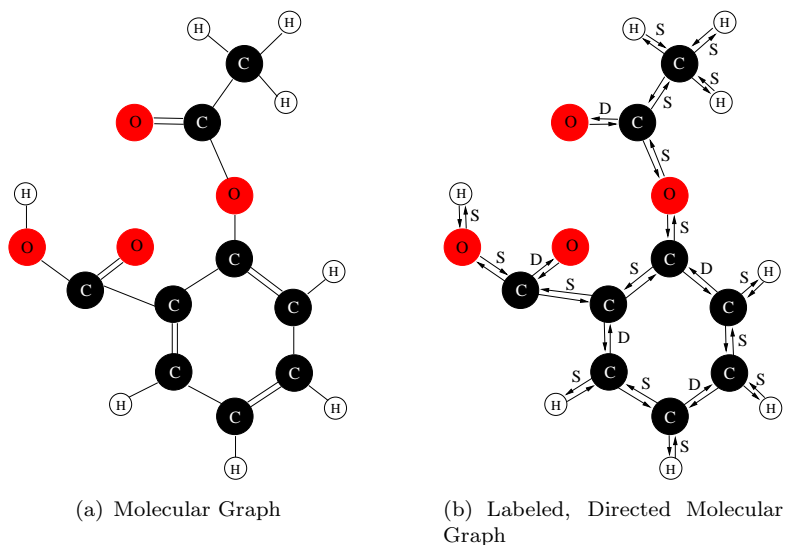 H
H
C
H
O C
H
O
O O
C
C H
C C
C C
H H
C
H
(a) Molecular Graph
H S H
S
C
S
S H
D
O C
S
H O
S S
O O C
S D S D H
C S S
C C
D S
C C
S S D S
H C H
S
H
(b) Labeled, Directed Molecular
Graph